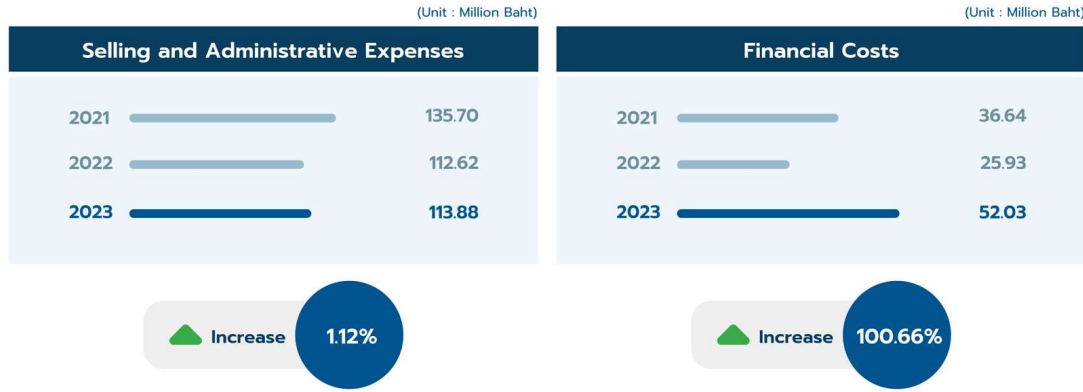 (Unit : Million Baht)
Selling and Administrative Expenses
2021 135.70
2022 112.62
2023 113.88
Increase 1.12%
(Unit : Million Baht)
Financial Costs
2021 36.64
2022 25.93
2023 52.03
Increase 100.66%